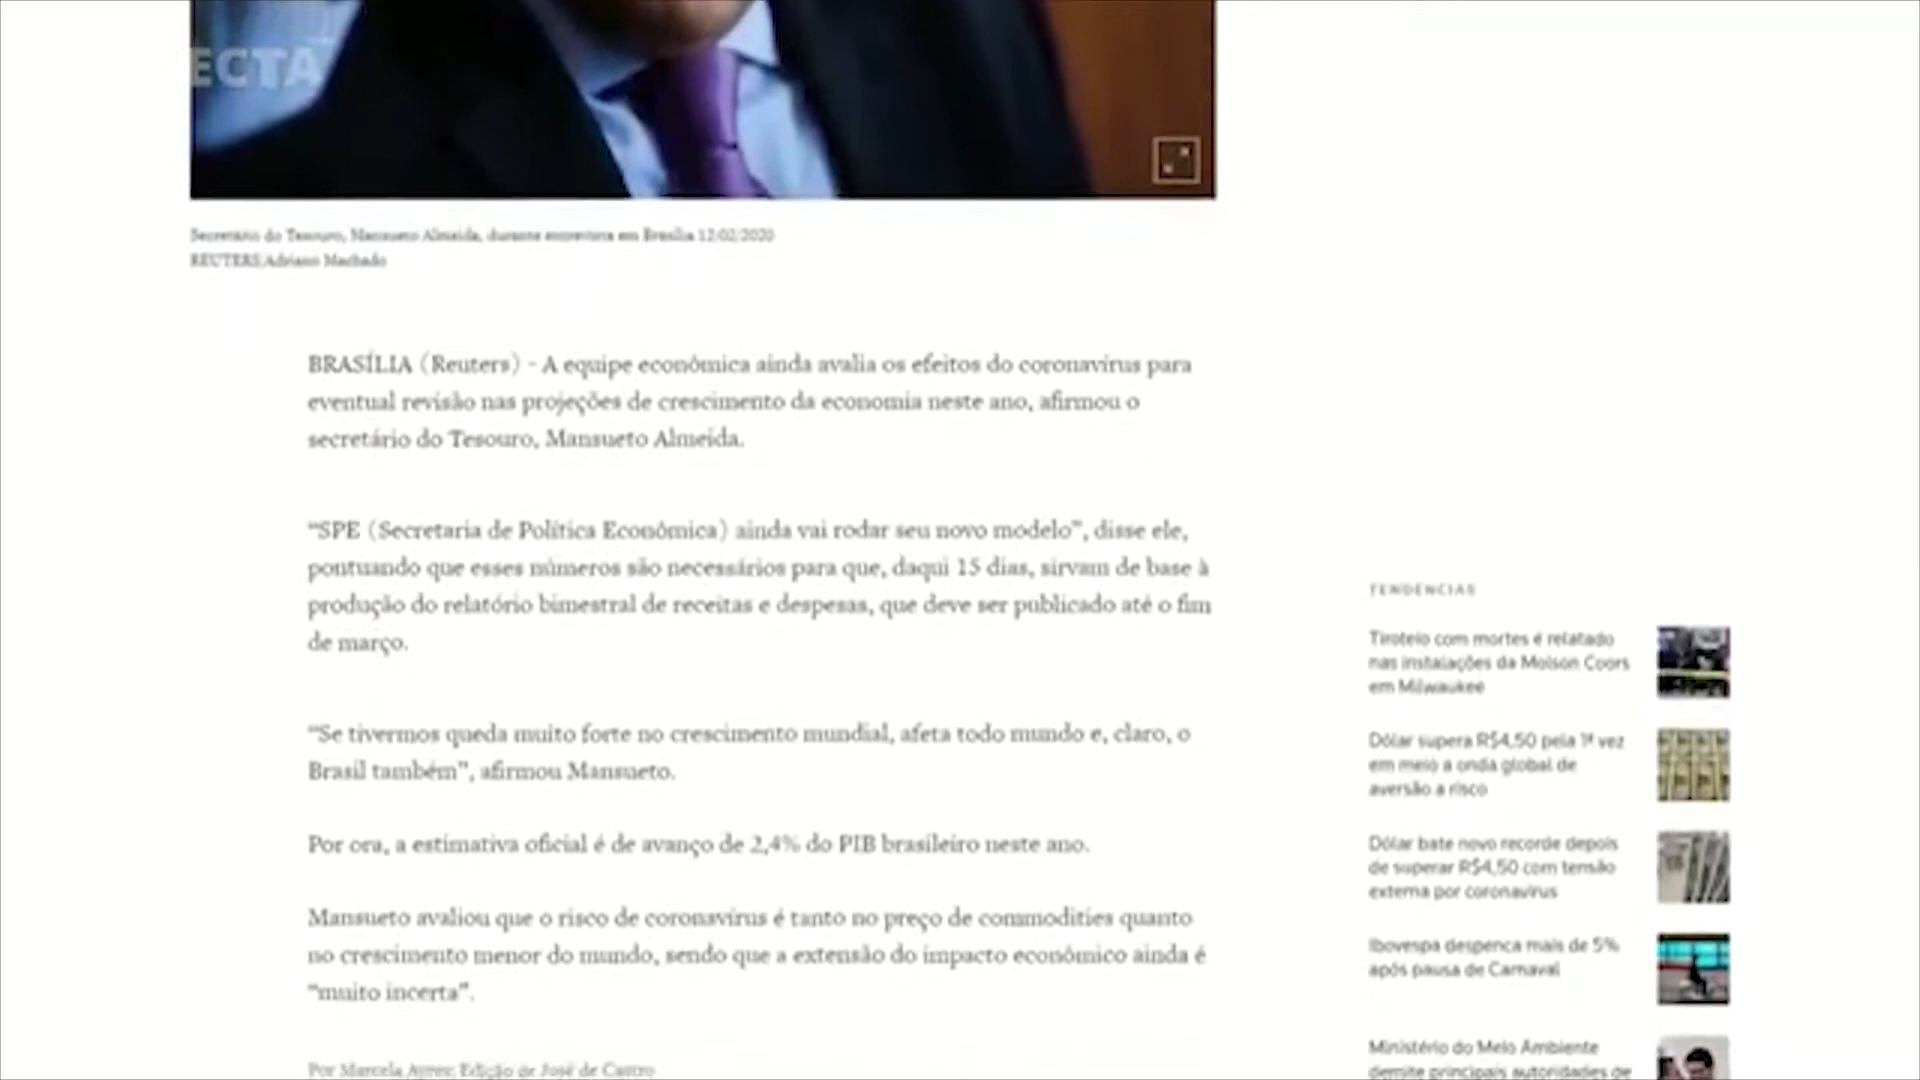 ECTA
Secretário do Tesouro, Mansueto Almeida, durante entrevista em Brasília 12/02/2020
REUTERS/Adriano Machado
BRASÍLIA (Reuters) - A equipe econômica ainda avalia os efeitos do coronavírus para
eventual revisão nas projeções de crescimento da economia neste ano, afirmou o
secretário do Tesouro, Mansueto Almeida.
“SPE (Secretaria de Política Econômica) ainda vai rodar seu novo modelo”, disse ele,
pontuando que esses números são necessários para que, daqui 15 dias, sirvam de base à
produção do relatório bimestral de receitas e despesas, que deve ser publicado até o fim
de março.
“Se tivermos queda muito forte no crescimento mundial, afeta todo mundo e, claro, o
Brasil também”, afirmou Mansueto.
Por ora, a estimativa oficial é de avanço de 2,4% do PIB brasileiro neste ano.
Mansueto avaliou que o risco de coronavírus é tanto no preço de commodities quanto
no crescimento menor do mundo, sendo que a extensão do impacto econômico ainda é
“muito incerta”.
Por Marcela Ayres; Edição de José de Castro
TENDÊNCIAS
Tiroteio com mortes é relatado
nas instalações da Molson Coors
em Milwaukee
Dólar supera R$4,50 pela 1ª vez
em meio a onda global de
aversão a risco
Dólar bate novo recorde depois
de superar R$4,50 com tensão
externa por coronavírus
Ibovespa despenca mais de 5%
após pausa de Carnaval
Ministério do Meio Ambiente
demite principais autoridades de